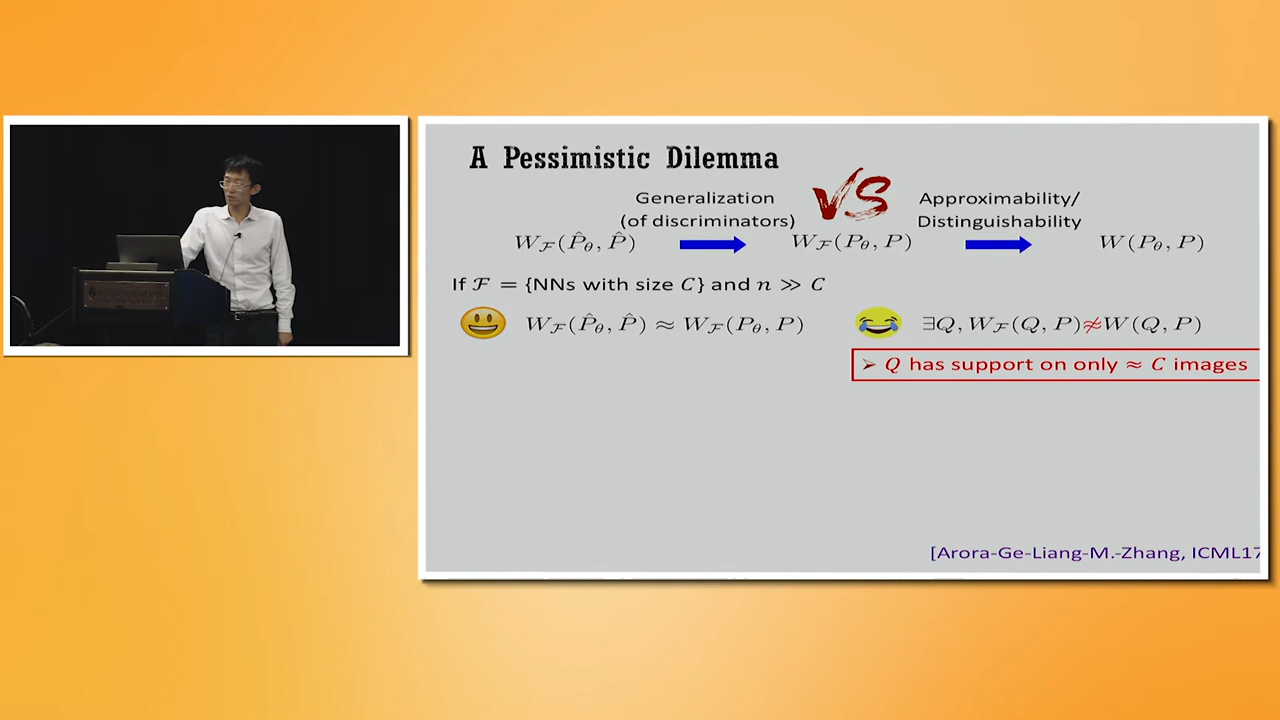 A Pessimistic Dilemma
VS
Generalization
(of discriminators)
Approximability/
Distinguishability
W_ℱ(P̂_θ, P̂)
W_ℱ(P_θ, P)
W(P_θ, P)
If ℱ = {NNs with size C} and n ≫ C
W_ℱ(P̂_θ, P̂) ≈ W_ℱ(P_θ, P)
∃Q, W_ℱ(Q, P) ≉ W(Q, P)
➢ Q has support on only ≈ C images
[Arora-Ge-Liang-M.-Zhang, ICML17